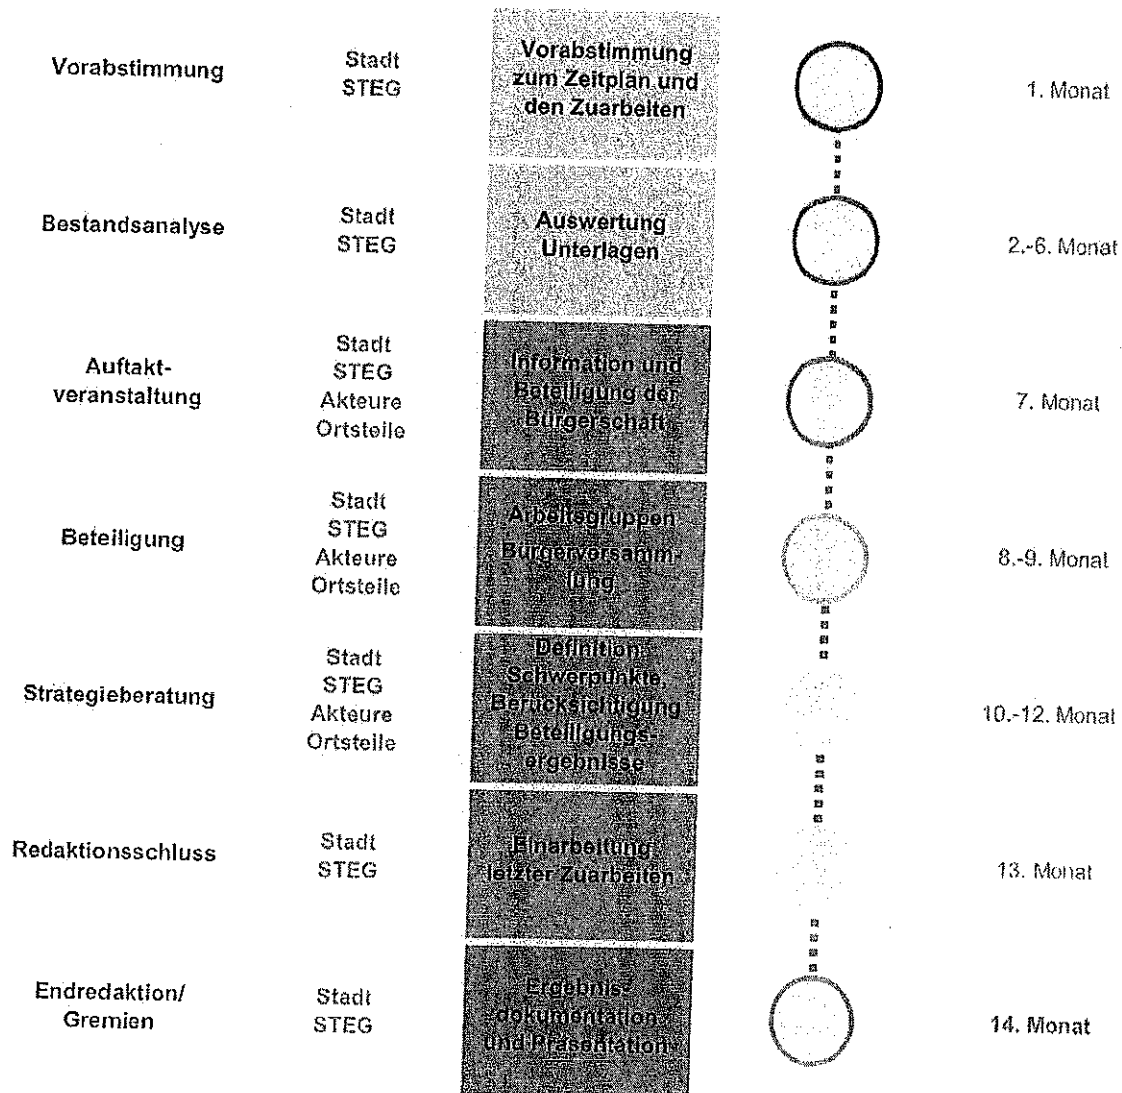 Vorabstimmung
Stadt
STEG
Vorabstimmung
zum Zeitplan und
den Zuarbeiten
1. Monat
Bestandsanalyse
Stadt
STEG
Auswertung
Unterlagen
2.-6. Monat
Auftakt-
veranstaltung
Stadt
STEG
Akteure
Ortsteile
Information und
Beteiligung der
Bürgerschaft
7. Monat
Beteiligung
Stadt
STEG
Akteure
Ortsteile
Arbeitsgruppen
Bürgerversamm-
lung
8.-9. Monat
Strategieberatung
Stadt
STEG
Akteure
Ortsteile
Definition
Schwerpunkte,
Berücksichtigung
Beteiligungs-
ergebnisse
10.-12. Monat
Redaktionsschluss
Stadt
STEG
Einarbeitung
letzter Zuarbeiten
13. Monat
Endredaktion/
Gremien
Stadt
STEG
Ergebnis-
dokumentation
und Präsentation
14. Monat